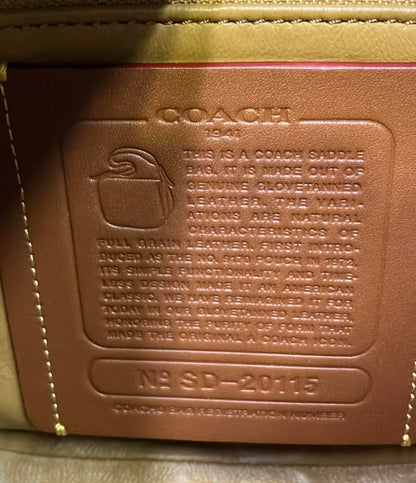 COACH
1941
THIS IS A COACH SADDLE
BAG. IT IS MADE OUT OF
GENUINE GLOVETANNED
LEATHER. THE VARI-
ATIONS ARE NATURAL
CHARACTERISTICS OF
FULL GRAIN LEATHER. FIRST INTRO-
DUCED AS THE NO. 9170 POUCH IN 1972,
ITS SIMPLE FUNCTIONALITY AND TIME-
LESS DESIGN MADE IT AN AMERICAN
CLASSIC. WE HAVE REIMAGINED IT FOR
TODAY IN OUR GLOVETANNED LEATHER,
HONORING THE PURITY OF FORM THAT
MADE THE ORIGINAL A COACH ICON.
Nº SD-20115
COACH© BAG REGISTRATION NUMBER